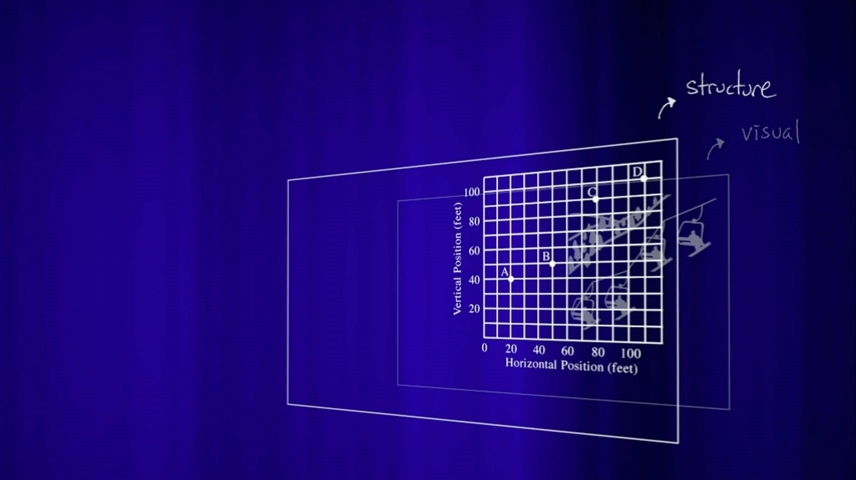 structure
visual
Vertical Position (feet)
100
80
60
40
20
A
B
C
D
0 20 40 60 80 100
Horizontal Position (feet)